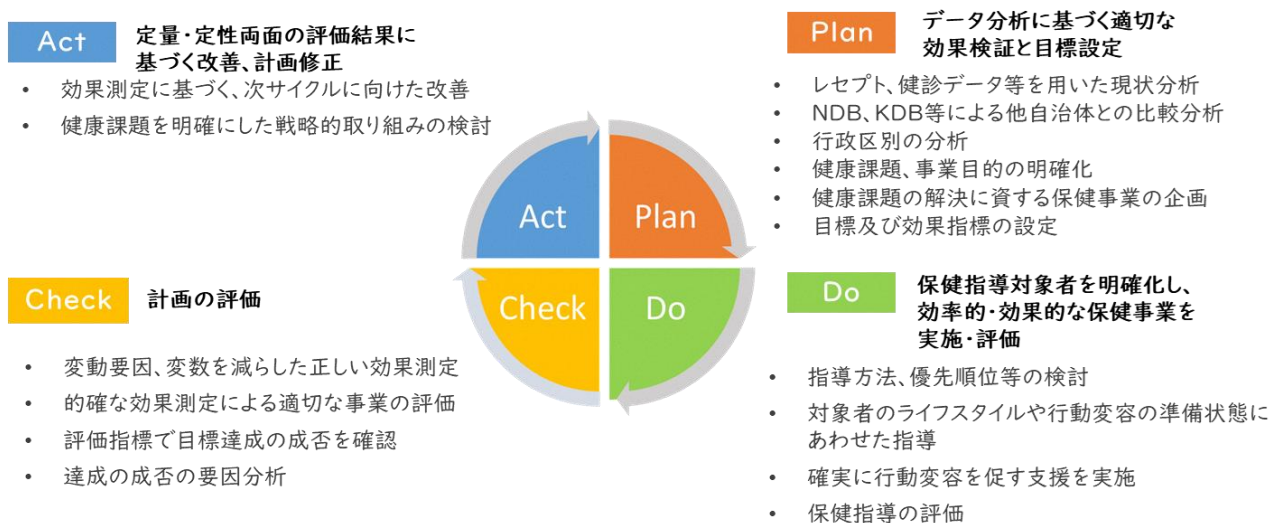 Act
定量・定性両面の評価結果に
基づく改善、計画修正
• 効果測定に基づく、次サイクルに向けた改善
• 健康課題を明確にした戦略的取り組みの検討
Plan
データ分析に基づく適切な
効果検証と目標設定
• レセプト、健診データ等を用いた現状分析
• NDB、KDB等による他自治体との比較分析
• 行政区別の分析
• 健康課題、事業目的の明確化
• 健康課題の解決に資する保健事業の企画
• 目標及び効果指標の設定
Act
Plan
Check
Do
Check
計画の評価
• 変動要因、変数を減らした正しい効果測定
• 的確な効果測定による適切な事業の評価
• 評価指標で目標達成の成否を確認
• 達成の成否の要因分析
Do
保健指導対象者を明確化し、
効率的・効果的な保健事業を
実施・評価
• 指導方法、優先順位等の検討
• 対象者のライフスタイルや行動変容の準備状態に
あわせた指導
• 確実に行動変容を促す支援を実施
• 保健指導の評価